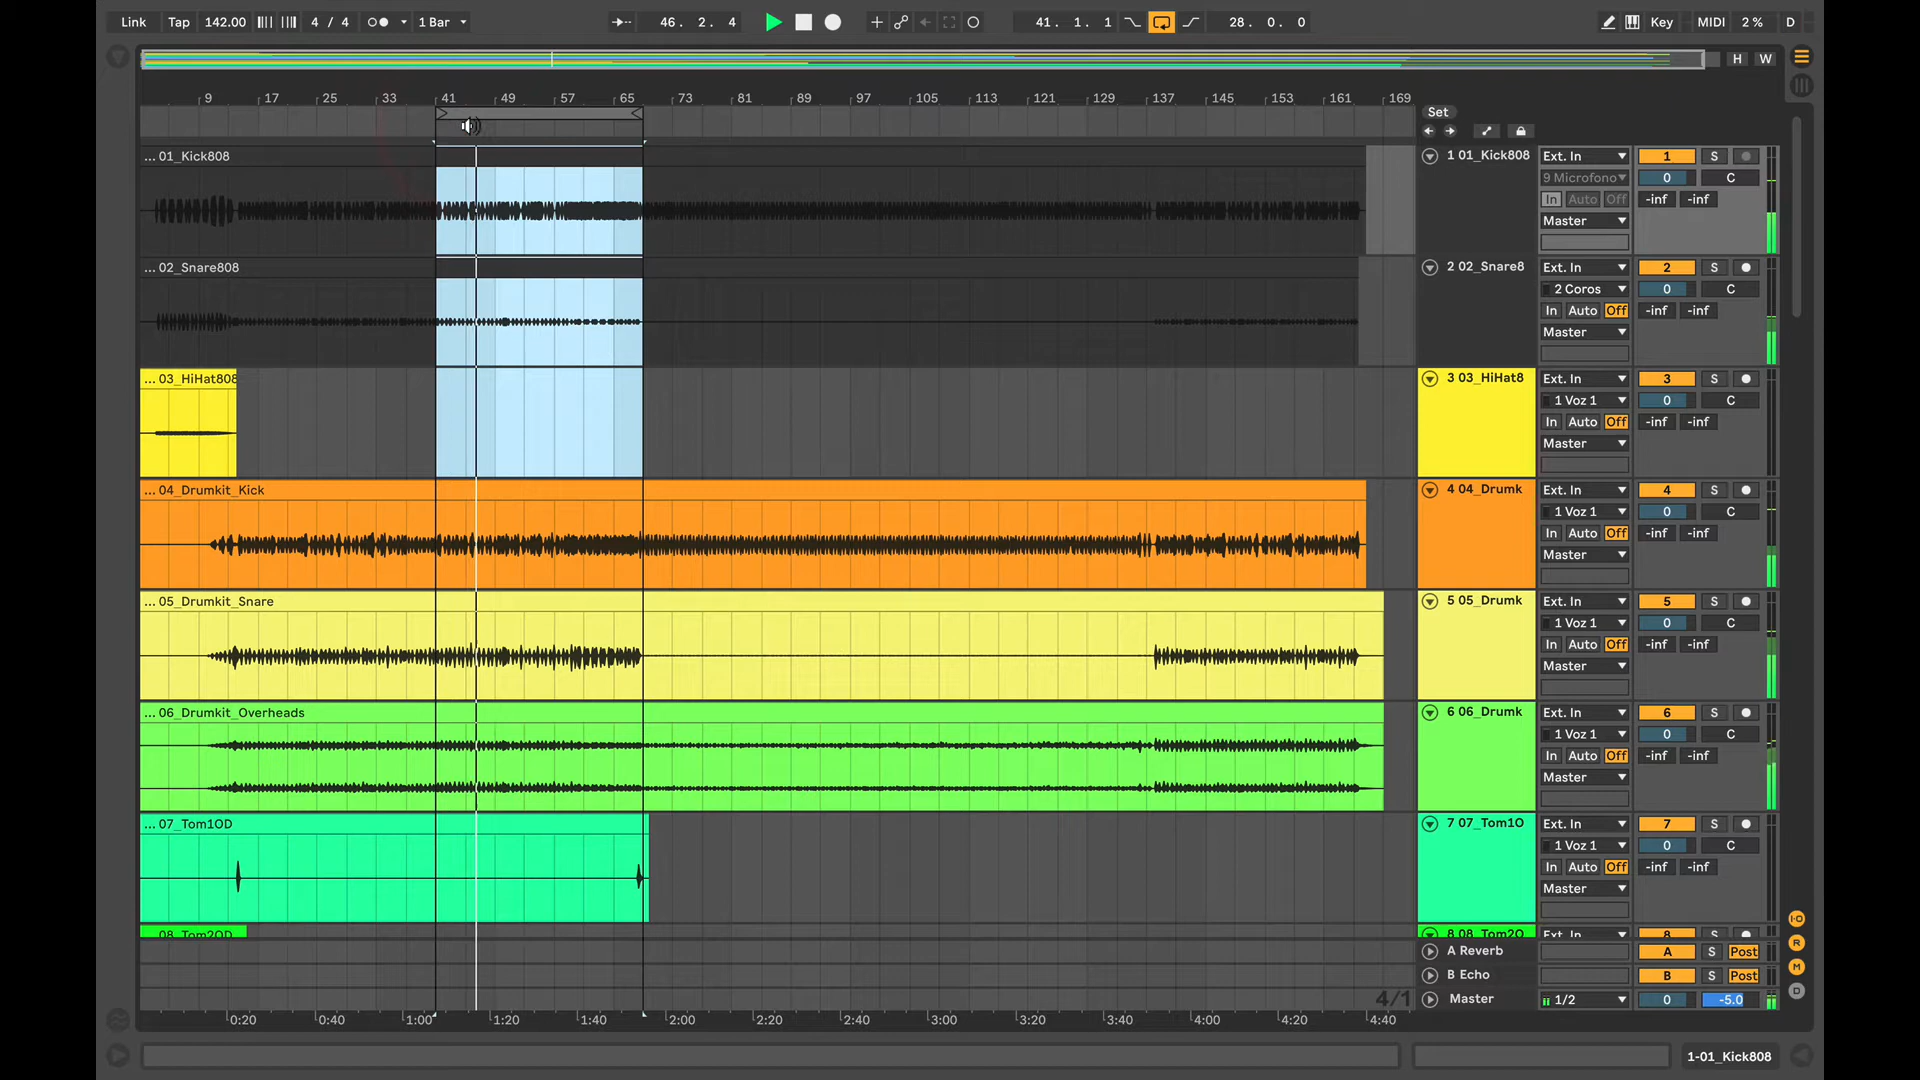 Link Tap 142.00 4 / 4 1 Bar 46. 2. 4 41. 1. 1 28. 0. 0 Key MIDI 2 % D
H W
9 17 25 33 41 49 57 65 73 81 89 97 105 113 121 129 137 145 153 161 169
Set
... 01_Kick808 1 01_Kick808 Ext. In 1 S
9 Microfono 0 C
In Auto Off -inf -inf
Master
... 02_Snare808 2 02_Snare8 Ext. In 2 S
2 Coros 0 C
In Auto Off -inf -inf
Master
... 03_HiHat808 3 03_HiHat8 Ext. In 3 S
1 Voz 1 0 C
In Auto Off -inf -inf
Master
... 04_Drumkit_Kick 4 04_Drumk Ext. In 4 S
1 Voz 1 0 C
In Auto Off -inf -inf
Master
... 05_Drumkit_Snare 5 05_Drumk Ext. In 5 S
1 Voz 1 0 C
In Auto Off -inf -inf
Master
... 06_Drumkit_Overheads 6 06_Drumk Ext. In 6 S
1 Voz 1 0 C
In Auto Off -inf -inf
Master
... 07_Tom1OD 7 07_Tom1O Ext. In 7 S
1 Voz 1 0 C
In Auto Off -inf -inf
Master
08_Tom2OD 8 08_Tom2O Ext. In 8 S
I·O
A Reverb A S Post
R
B Echo B S Post
M
4/1 Master 1/2 0 -5.0
D
0:20 0:40 1:00 1:20 1:40 2:00 2:20 2:40 3:00 3:20 3:40 4:00 4:20 4:40
1-01_Kick808